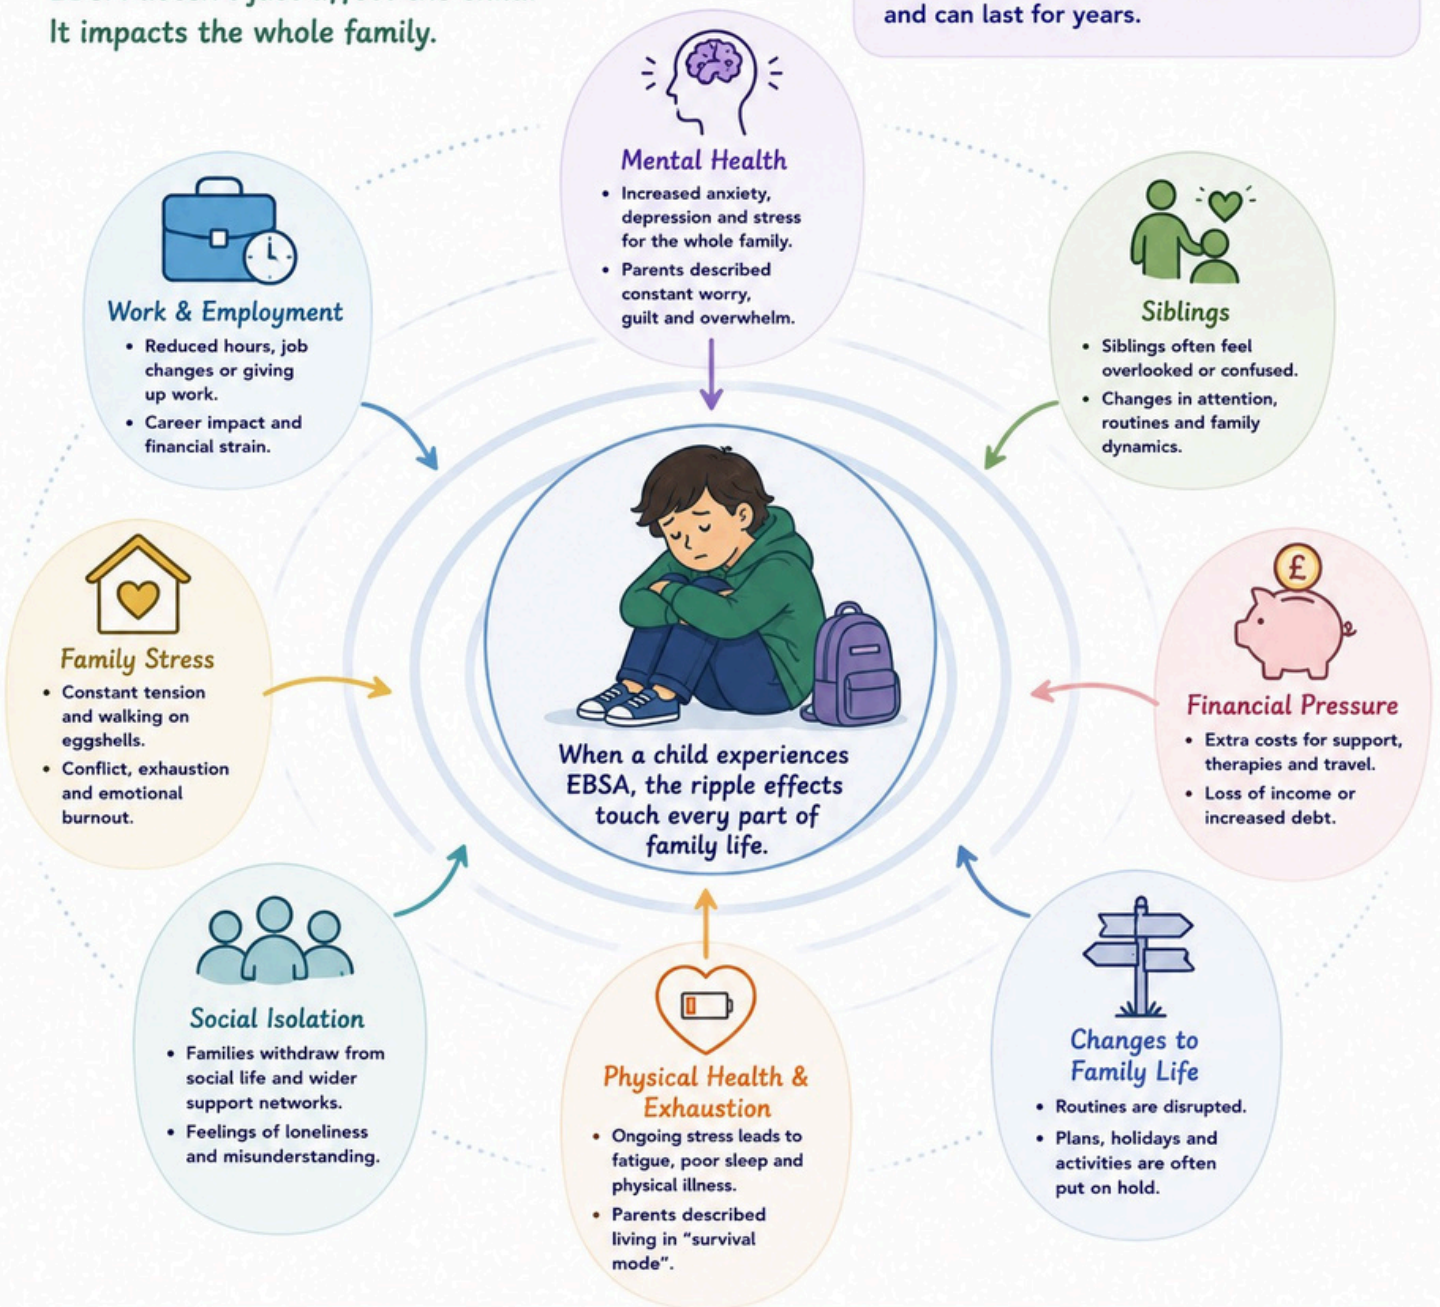 It impacts the whole family.
and can last for years.
Mental Health
• Increased anxiety,
depression and stress
for the whole family.
• Parents described
constant worry,
guilt and overwhelm.
Work & Employment
• Reduced hours, job
changes or giving
up work.
• Career impact and
financial strain.
Siblings
• Siblings often feel
overlooked or confused.
• Changes in attention,
routines and family
dynamics.
Family Stress
• Constant tension
and walking on
eggshells.
• Conflict, exhaustion
and emotional
burnout.
When a child experiences
EBSA, the ripple effects
touch every part of
family life.
£
Financial Pressure
• Extra costs for support,
therapies and travel.
• Loss of income or
increased debt.
Social Isolation
• Families withdraw from
social life and wider
support networks.
• Feelings of loneliness
and misunderstanding.
Physical Health &
Exhaustion
• Ongoing stress leads to
fatigue, poor sleep and
physical illness.
• Parents described
living in “survival
mode”.
Changes to
Family Life
• Routines are disrupted.
• Plans, holidays and
activities are often
put on hold.